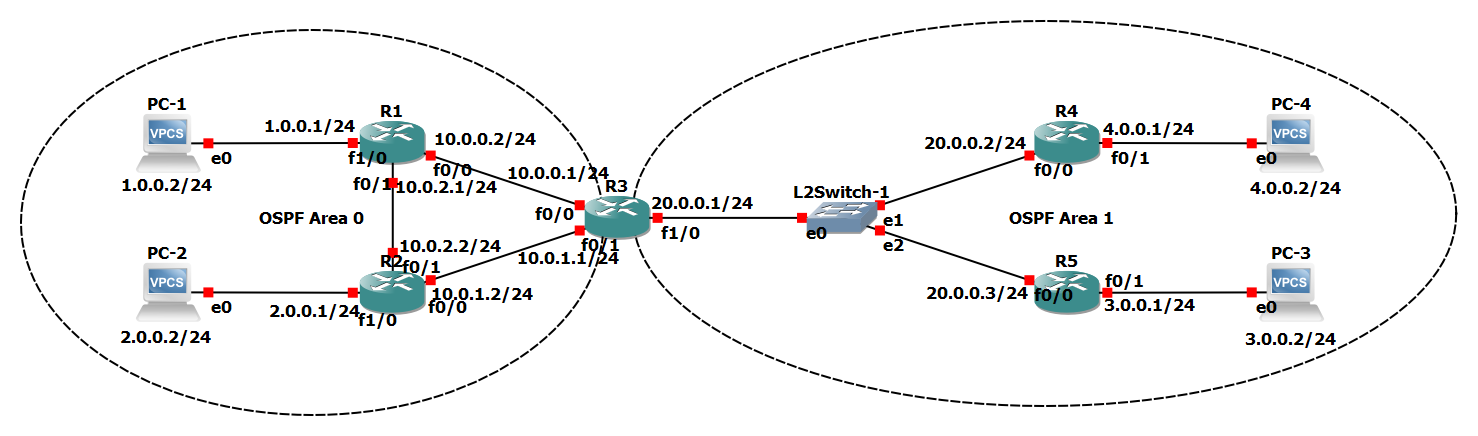 PC-1
VPCS
e0
1.0.0.2/24
1.0.0.1/24
R1
f1/0
10.0.0.2/24
f0/0
f0/1
10.0.2.1/24
OSPF Area 0
PC-2
VPCS
e0
2.0.0.2/24
2.0.0.1/24
10.0.2.2/24
R2
f0/1
f1/0
10.0.1.2/24
f0/0
10.0.0.1/24
R3
f0/0
f0/1
10.0.1.1/24
20.0.0.1/24
f1/0
L2Switch-1
e0
e1
e2
OSPF Area 1
20.0.0.2/24
R4
f0/0
4.0.0.1/24
f0/1
PC-4
VPCS
e0
4.0.0.2/24
20.0.0.3/24
R5
f0/0
f0/1
3.0.0.1/24
PC-3
VPCS
e0
3.0.0.2/24